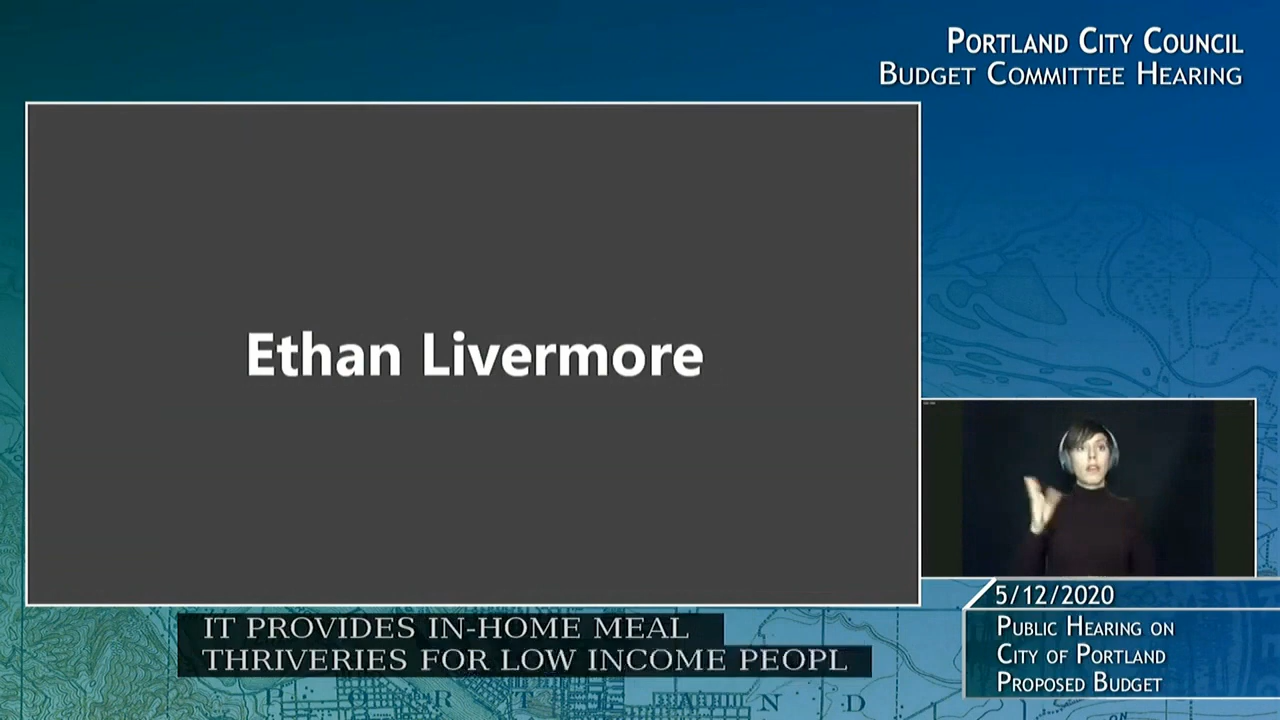 PORTLAND CITY COUNCIL
BUDGET COMMITTEE HEARING
Ethan Livermore
5/12/2020
PUBLIC HEARING ON
CITY OF PORTLAND
PROPOSED BUDGET
IT PROVIDES IN-HOME MEAL
THRIVERIES FOR LOW INCOME PEOPL